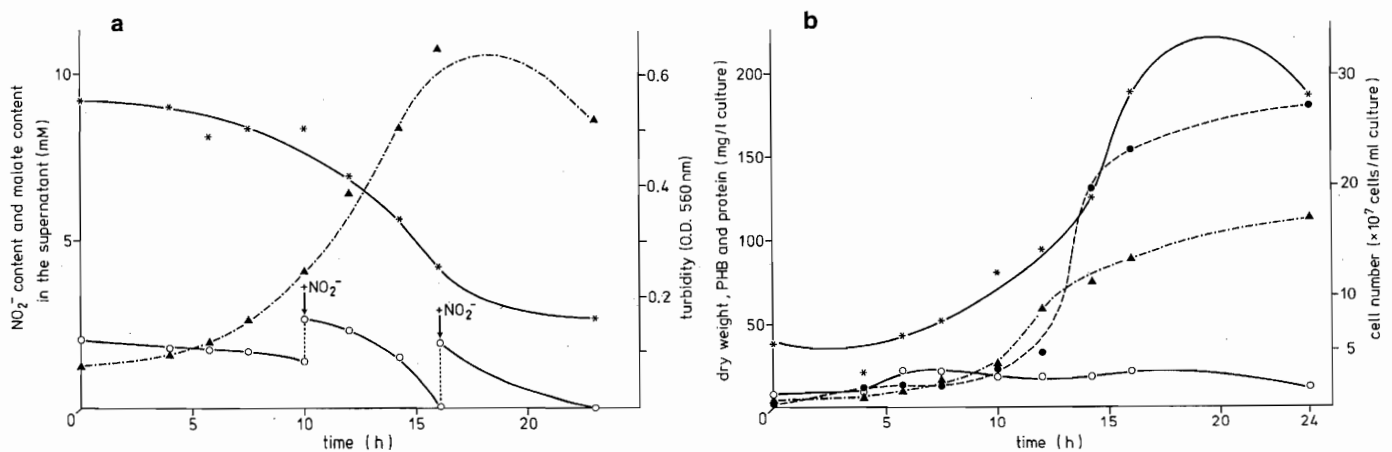 a
NO₂⁻ content and malate content
in the supernatant (mM)
10
5
0
5
10
15
20
time (h)
+NO₂⁻
+NO₂⁻
0.6
0.4
0.2
turbidity (O.D. 560 nm)
b
dry weight, PHB and protein (mg/l culture)
200
150
100
50
0
0
5
10
15
20
24
time (h)
30
20
10
5
cell number (×10⁷ cells/ml culture)